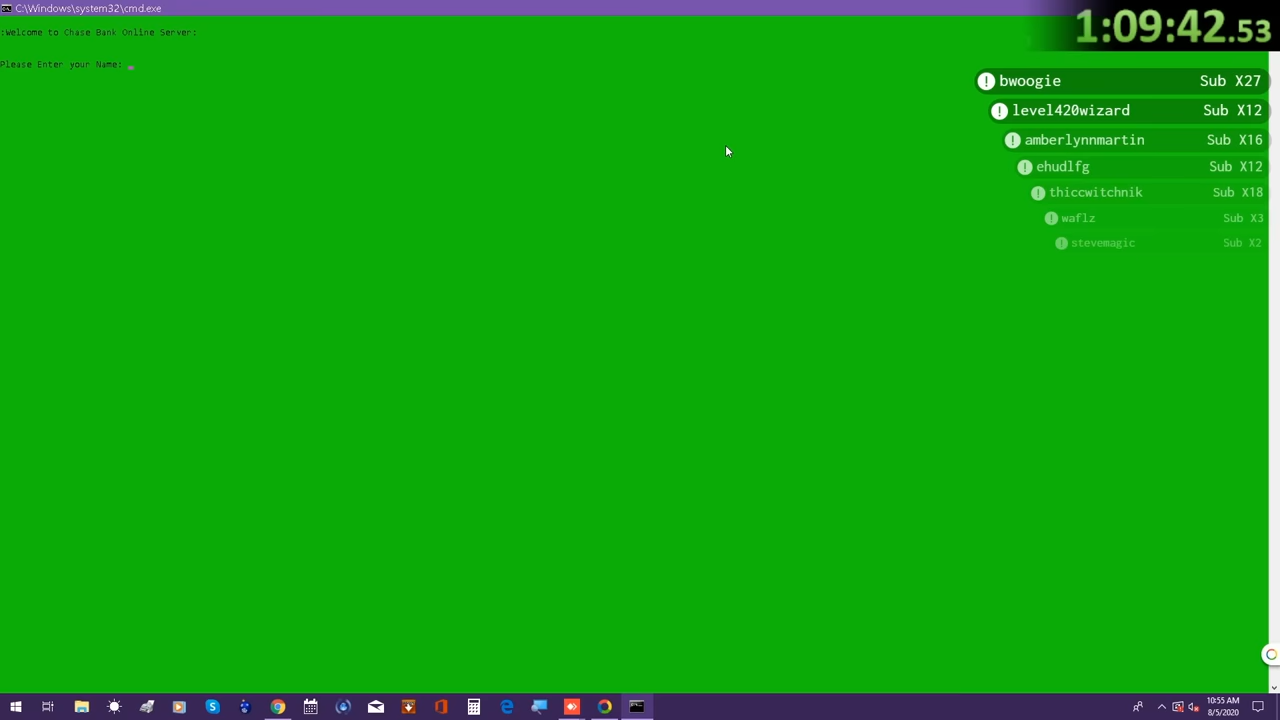 C:\Windows\system32\cmd.exe
1:09:42.53
:Welcome to Chase Bank Online Server:
Please Enter your Name:
bwoogie Sub X27
level420wizard Sub X12
amberlynnmartin Sub X16
ehudlfg Sub X12
thiccwitchnik Sub X18
waflz Sub X3
stevemagic Sub X2
10:55 AM
8/5/2020